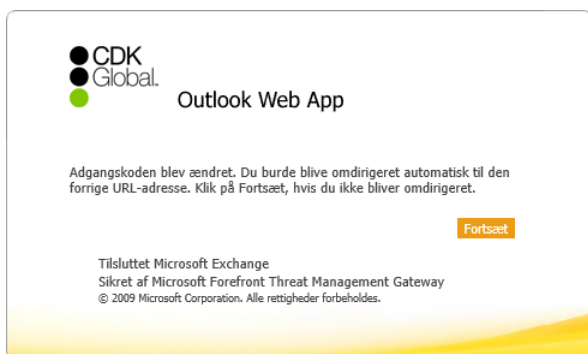 CDK
Global.
Outlook Web App
Adgangskoden blev ændret. Du burde blive omdirigeret automatisk til den
forrige URL-adresse. Klik på Fortsæt, hvis du ikke bliver omdirigeret.
Fortsæt
Tilsluttet Microsoft Exchange
Sikret af Microsoft Forefront Threat Management Gateway
© 2009 Microsoft Corporation. Alle rettigheder forbeholdes.